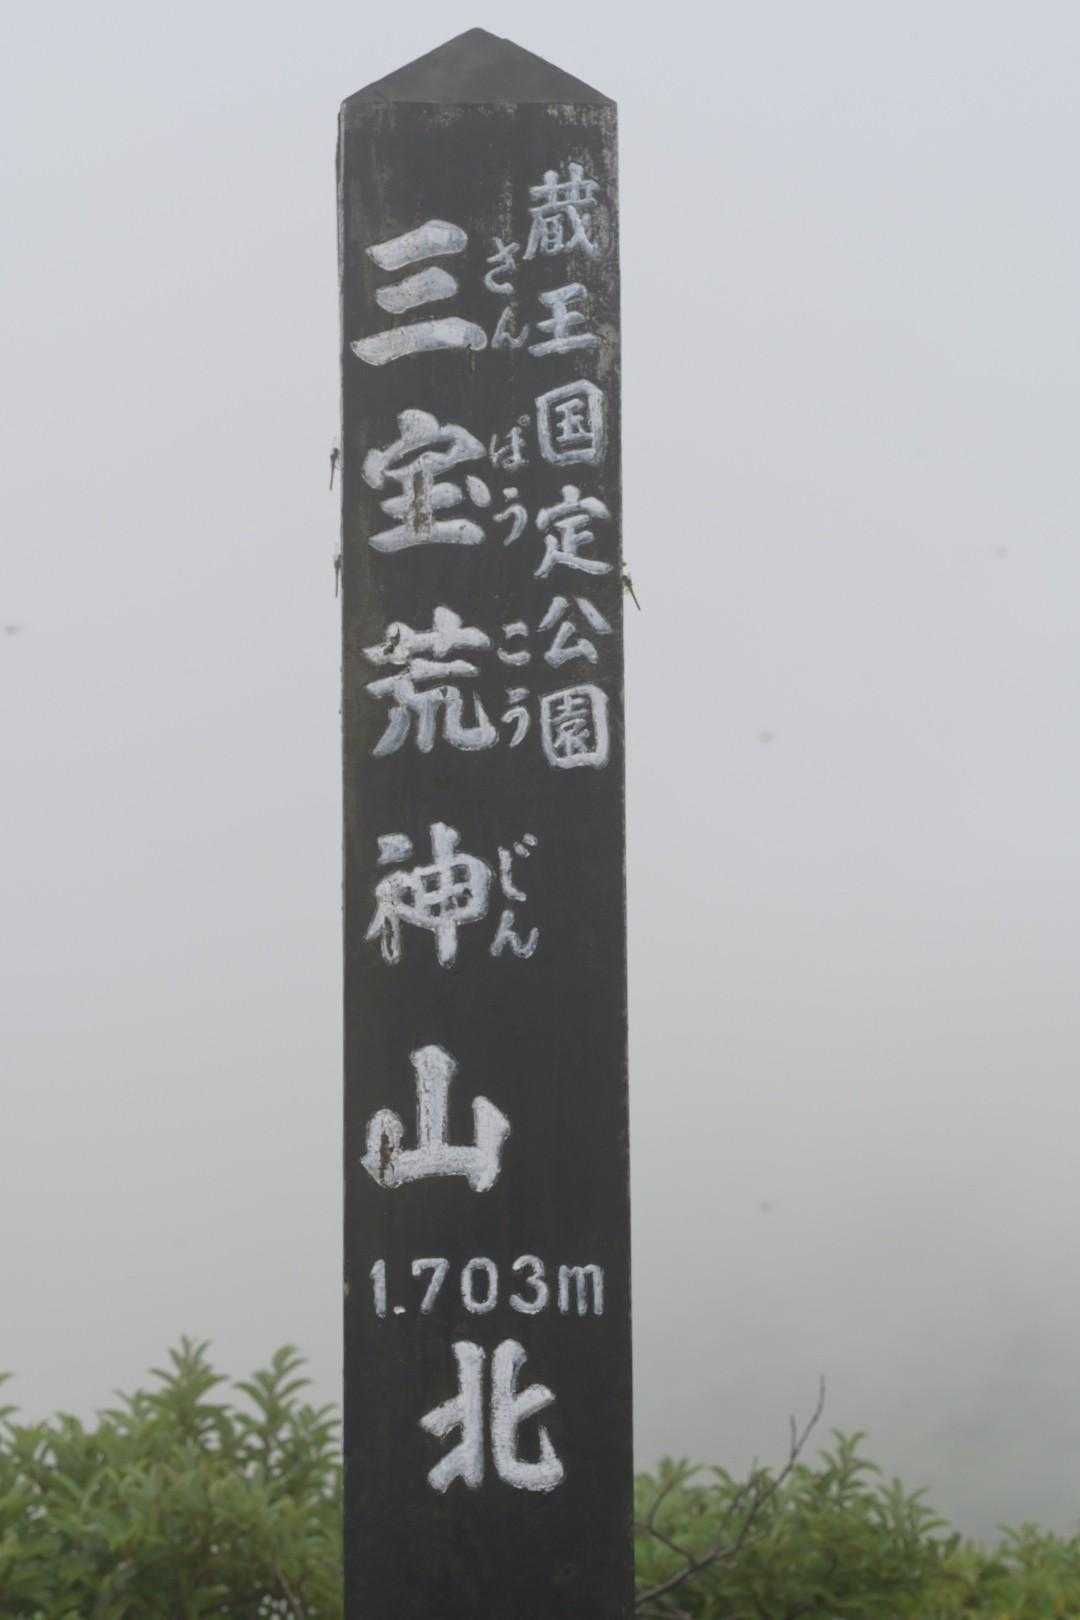 蔵王国定公園
さんぽうこうじん
三宝荒神山
1.703m
北